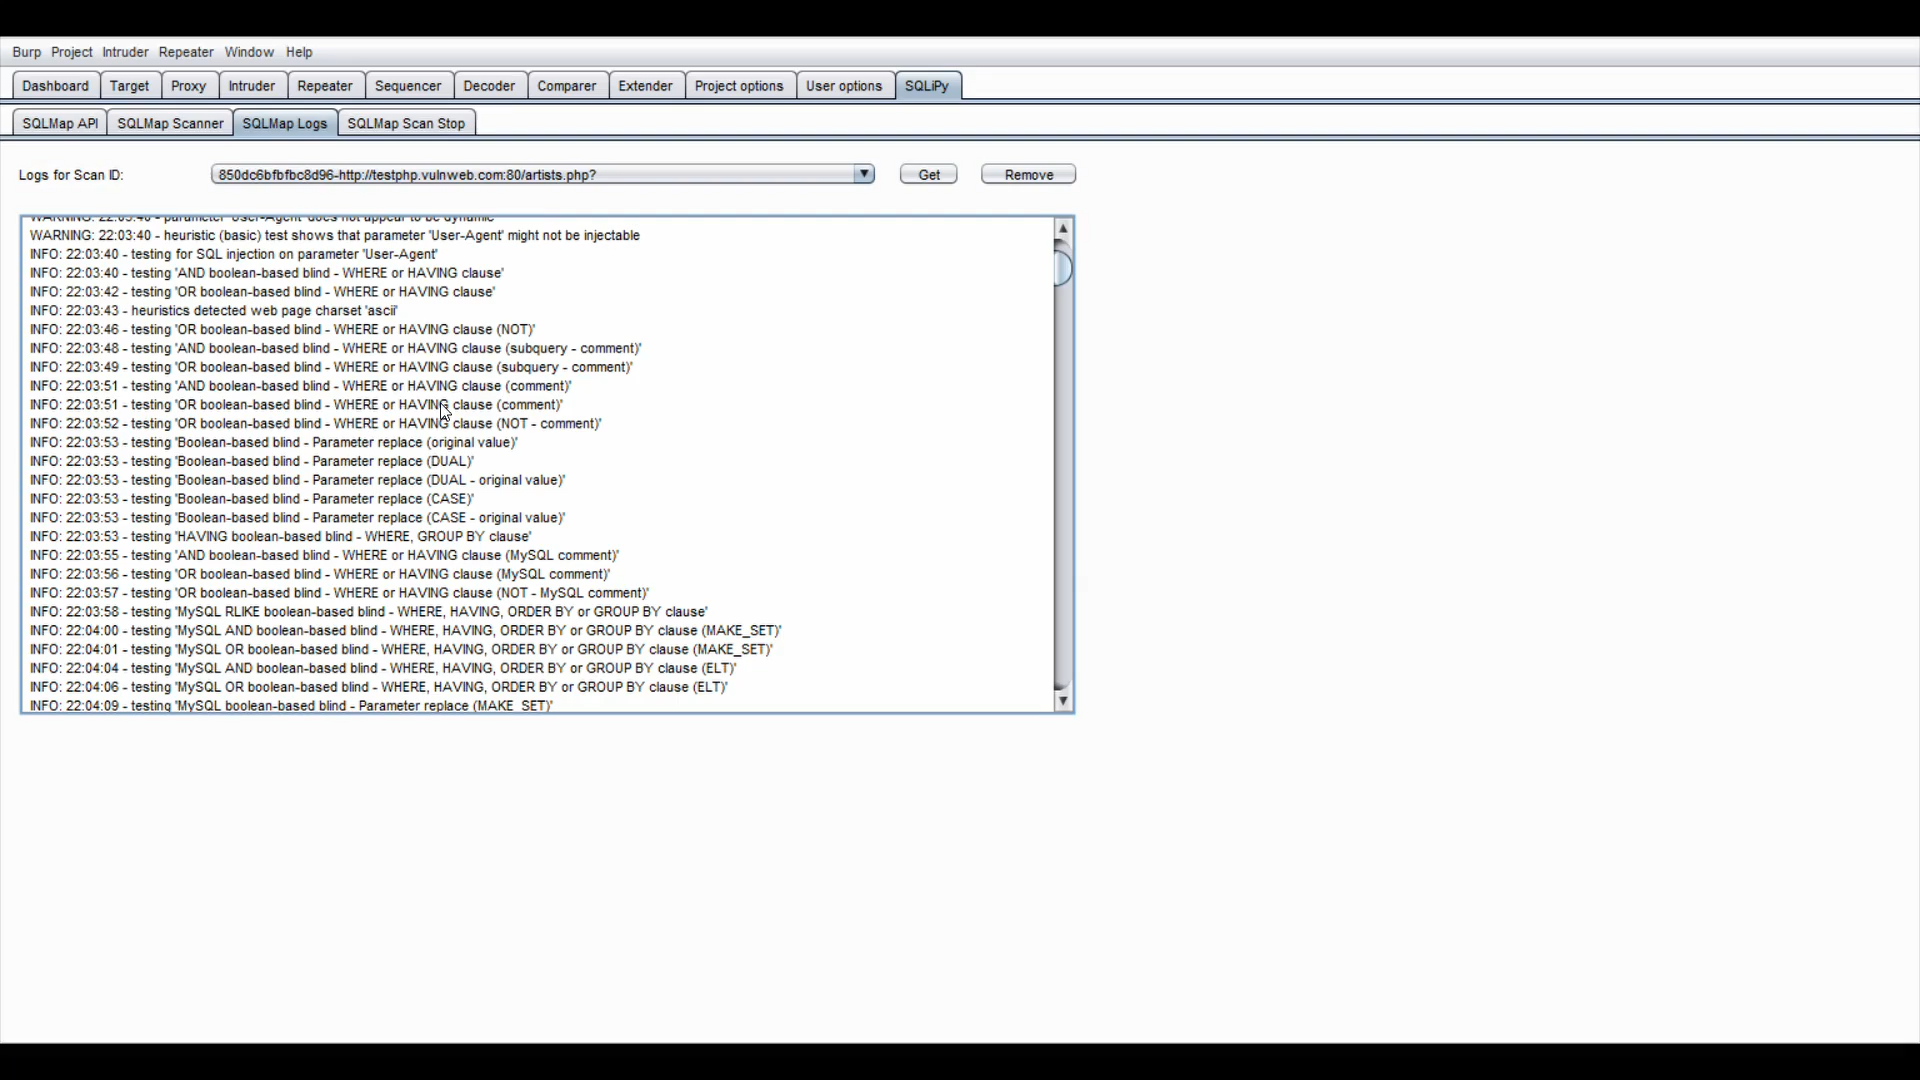 Burp Project Intruder Repeater Window Help
Dashboard Target Proxy Intruder Repeater Sequencer Decoder Comparer Extender Project options User options SQLiPy
SQLMap API SQLMap Scanner SQLMap Logs SQLMap Scan Stop
Logs for Scan ID: 850dc6bfbfbc8d96-http://testphp.vulnweb.com:80/artists.php? Get Remove
WARNING: 22:03:40 - parameter 'User-Agent' does not appear to be dynamic
WARNING: 22:03:40 - heuristic (basic) test shows that parameter 'User-Agent' might not be injectable
INFO: 22:03:40 - testing for SQL injection on parameter 'User-Agent'
INFO: 22:03:40 - testing 'AND boolean-based blind - WHERE or HAVING clause'
INFO: 22:03:42 - testing 'OR boolean-based blind - WHERE or HAVING clause'
INFO: 22:03:43 - heuristics detected web page charset 'ascii'
INFO: 22:03:46 - testing 'OR boolean-based blind - WHERE or HAVING clause (NOT)'
INFO: 22:03:48 - testing 'AND boolean-based blind - WHERE or HAVING clause (subquery - comment)'
INFO: 22:03:49 - testing 'OR boolean-based blind - WHERE or HAVING clause (subquery - comment)'
INFO: 22:03:51 - testing 'AND boolean-based blind - WHERE or HAVING clause (comment)'
INFO: 22:03:51 - testing 'OR boolean-based blind - WHERE or HAVING clause (comment)'
INFO: 22:03:52 - testing 'OR boolean-based blind - WHERE or HAVING clause (NOT - comment)'
INFO: 22:03:53 - testing 'Boolean-based blind - Parameter replace (original value)'
INFO: 22:03:53 - testing 'Boolean-based blind - Parameter replace (DUAL)'
INFO: 22:03:53 - testing 'Boolean-based blind - Parameter replace (DUAL - original value)'
INFO: 22:03:53 - testing 'Boolean-based blind - Parameter replace (CASE)'
INFO: 22:03:53 - testing 'Boolean-based blind - Parameter replace (CASE - original value)'
INFO: 22:03:53 - testing 'HAVING boolean-based blind - WHERE, GROUP BY clause'
INFO: 22:03:55 - testing 'AND boolean-based blind - WHERE or HAVING clause (MySQL comment)'
INFO: 22:03:56 - testing 'OR boolean-based blind - WHERE or HAVING clause (MySQL comment)'
INFO: 22:03:57 - testing 'OR boolean-based blind - WHERE or HAVING clause (NOT - MySQL comment)'
INFO: 22:03:58 - testing 'MySQL RLIKE boolean-based blind - WHERE, HAVING, ORDER BY or GROUP BY clause'
INFO: 22:04:00 - testing 'MySQL AND boolean-based blind - WHERE, HAVING, ORDER BY or GROUP BY clause (MAKE_SET)'
INFO: 22:04:01 - testing 'MySQL OR boolean-based blind - WHERE, HAVING, ORDER BY or GROUP BY clause (MAKE_SET)'
INFO: 22:04:04 - testing 'MySQL AND boolean-based blind - WHERE, HAVING, ORDER BY or GROUP BY clause (ELT)'
INFO: 22:04:06 - testing 'MySQL OR boolean-based blind - WHERE, HAVING, ORDER BY or GROUP BY clause (ELT)'
INFO: 22:04:09 - testing 'MySQL boolean-based blind - Parameter replace (MAKE_SET)'